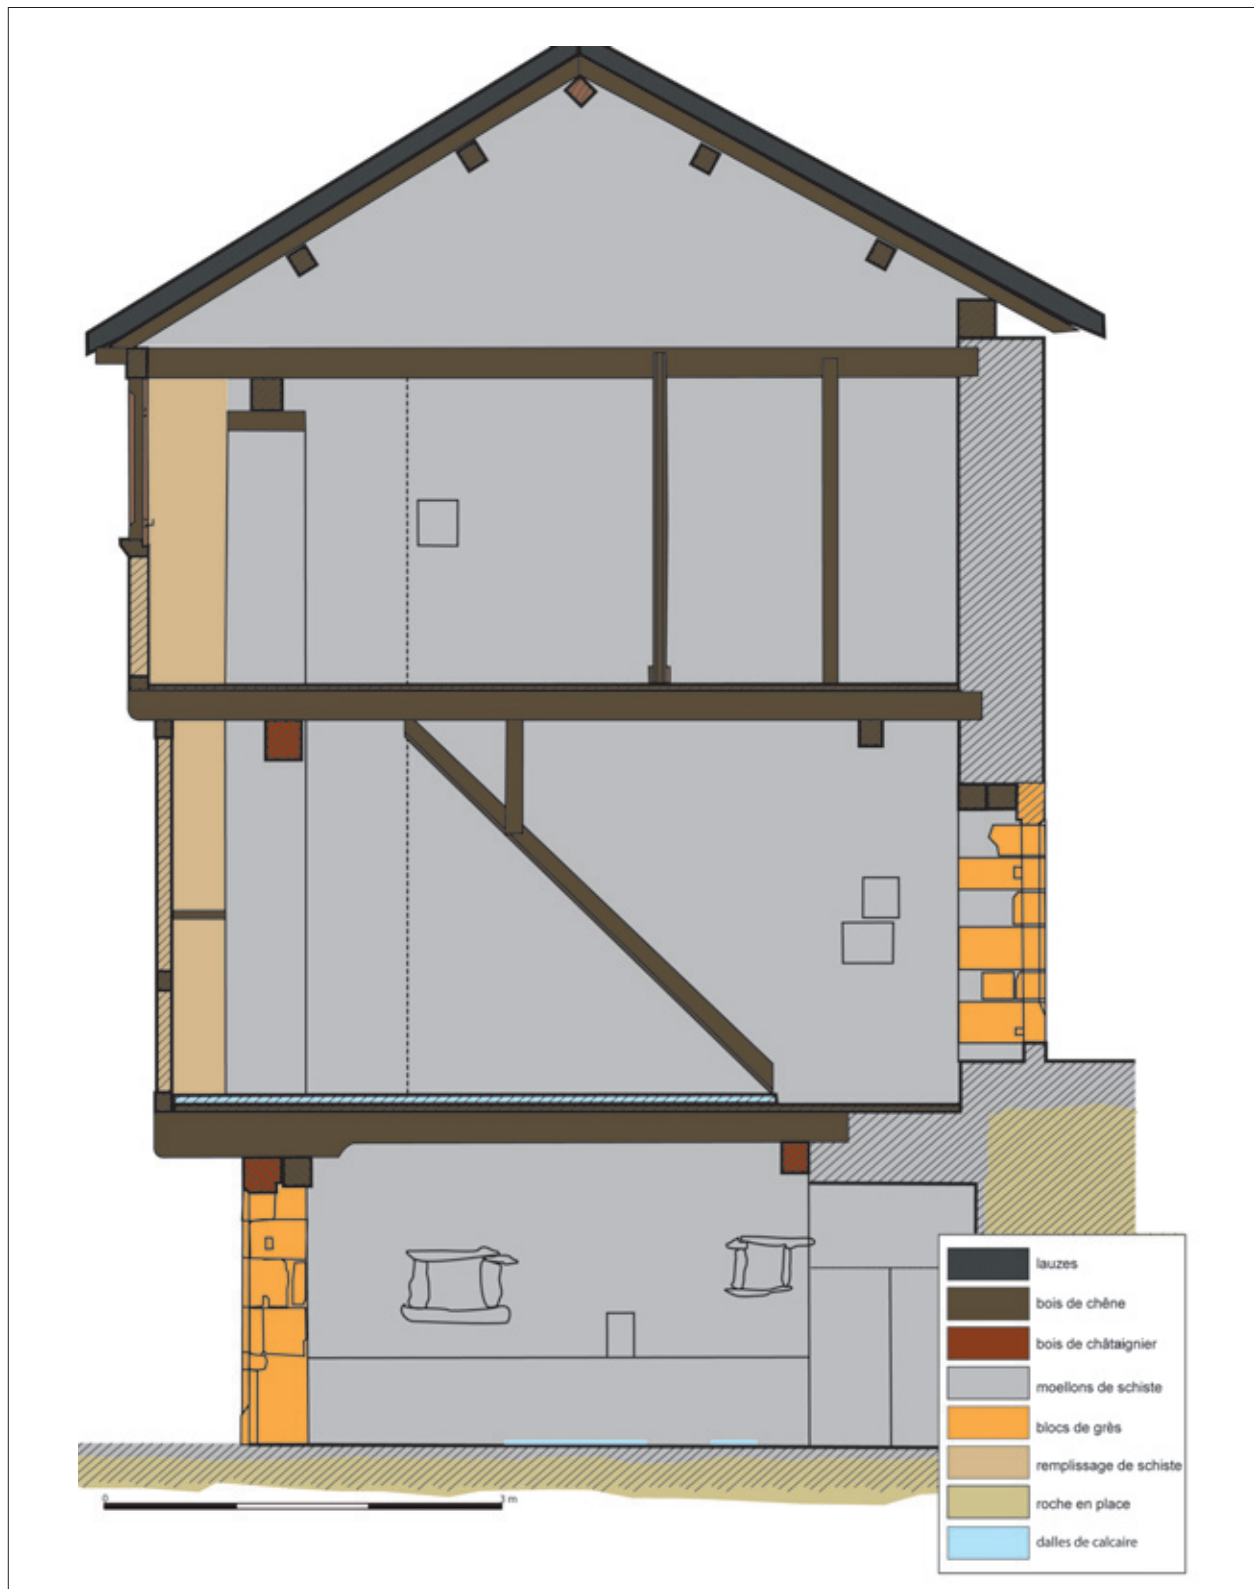 lauzes
bois de chêne
bois de châtaignier
moellons de schiste
blocs de grès
remplissage de schiste
roche en place
dalles de calcaire
0 3 m